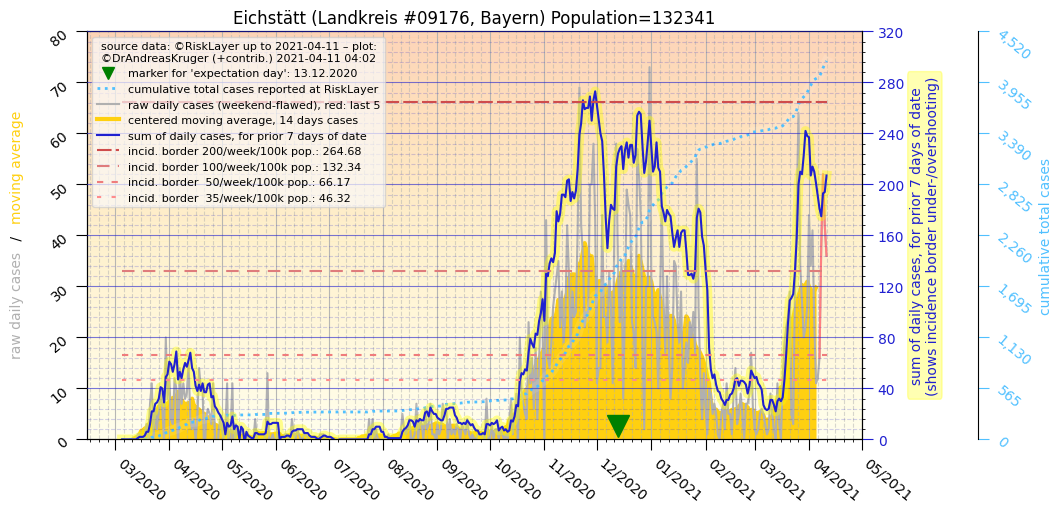 Eichstätt (Landkreis #09176, Bayern) Population=132341
source data: ©RiskLayer up to 2021-04-11 – plot:
©DrAndreasKruger (+contrib.) 2021-04-11 04:02
marker for 'expectation day': 13.12.2020
cumulative total cases reported at RiskLayer
raw daily cases (weekend-flawed), red: last 5
centered moving average, 14 days cases
sum of daily cases, for prior 7 days of date
incid. border 200/week/100k pop.: 264.68
incid. border 100/week/100k pop.: 132.34
incid. border  50/week/100k pop.: 66.17
incid. border  35/week/100k pop.: 46.32
raw daily cases  /  moving average
80
70
60
50
40
30
20
10
0
03/2020
04/2020
05/2020
06/2020
07/2020
08/2020
09/2020
10/2020
11/2020
12/2020
01/2021
02/2021
03/2021
04/2021
05/2021
320
280
240
200
160
120
80
40
0
sum of daily cases, for prior 7 days of date
(shows incidence border under-/overshooting)
4,520
3,955
3,390
2,825
2,260
1,695
1,130
565
0
cumulative total cases